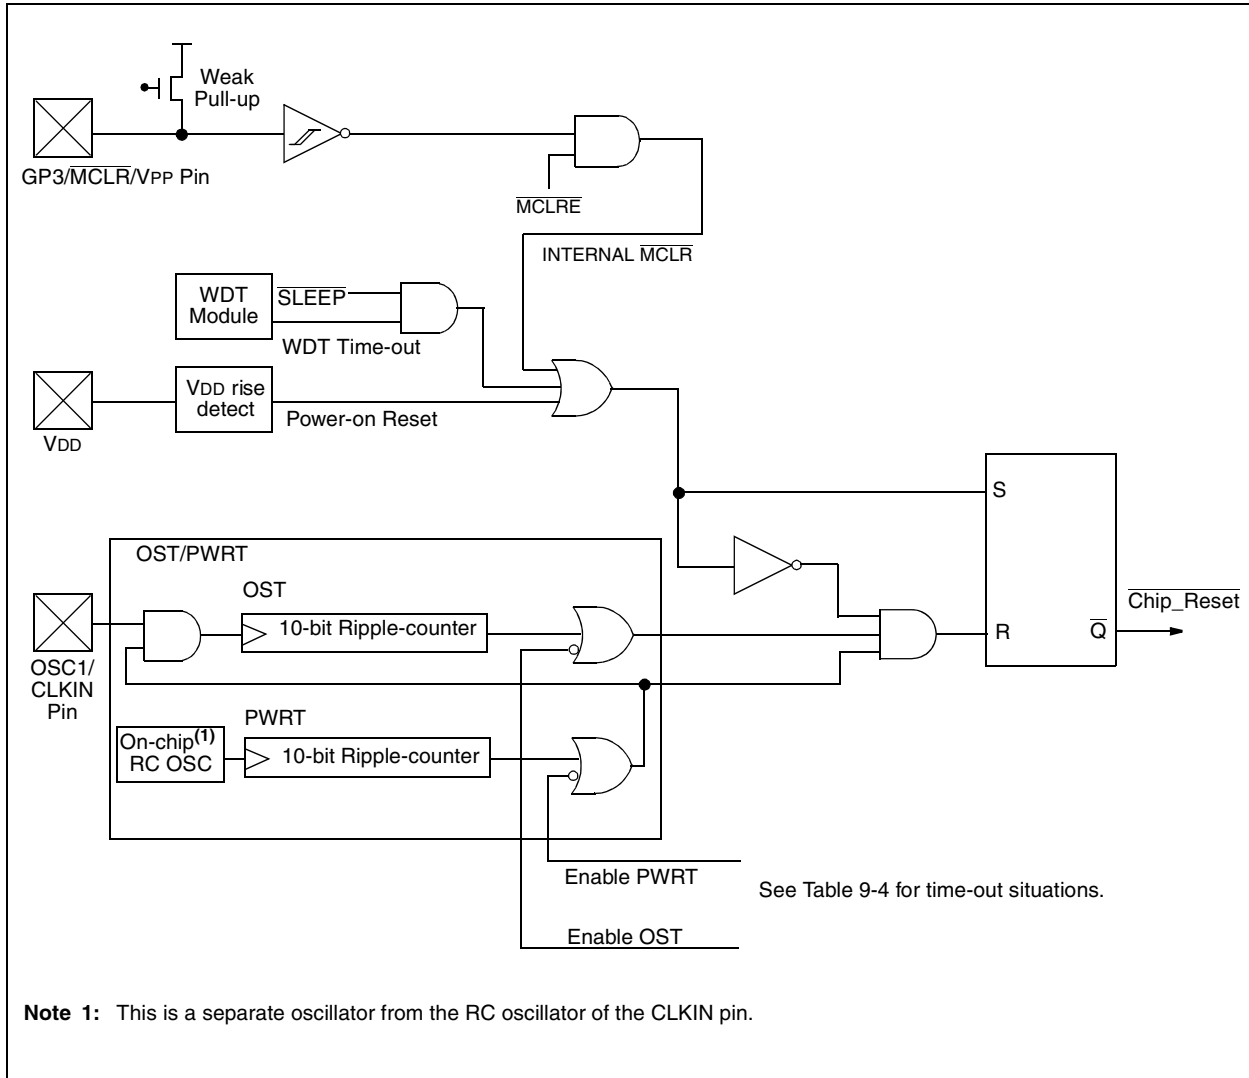 Weak
Pull-up
GP3/MCLR/VPP Pin
MCLRE
INTERNAL MCLR
WDT
Module
SLEEP
WDT Time-out
VDD rise
detect
Power-on Reset
VDD
S
OST/PWRT
OST
10-bit Ripple-counter
Chip_Reset
R
Q
OSC1/
CLKIN
Pin
PWRT
On-chip(1)
RC OSC
10-bit Ripple-counter
Enable PWRT
See Table 9-4 for time-out situations.
Enable OST
Note 1: This is a separate oscillator from the RC oscillator of the CLKIN pin.